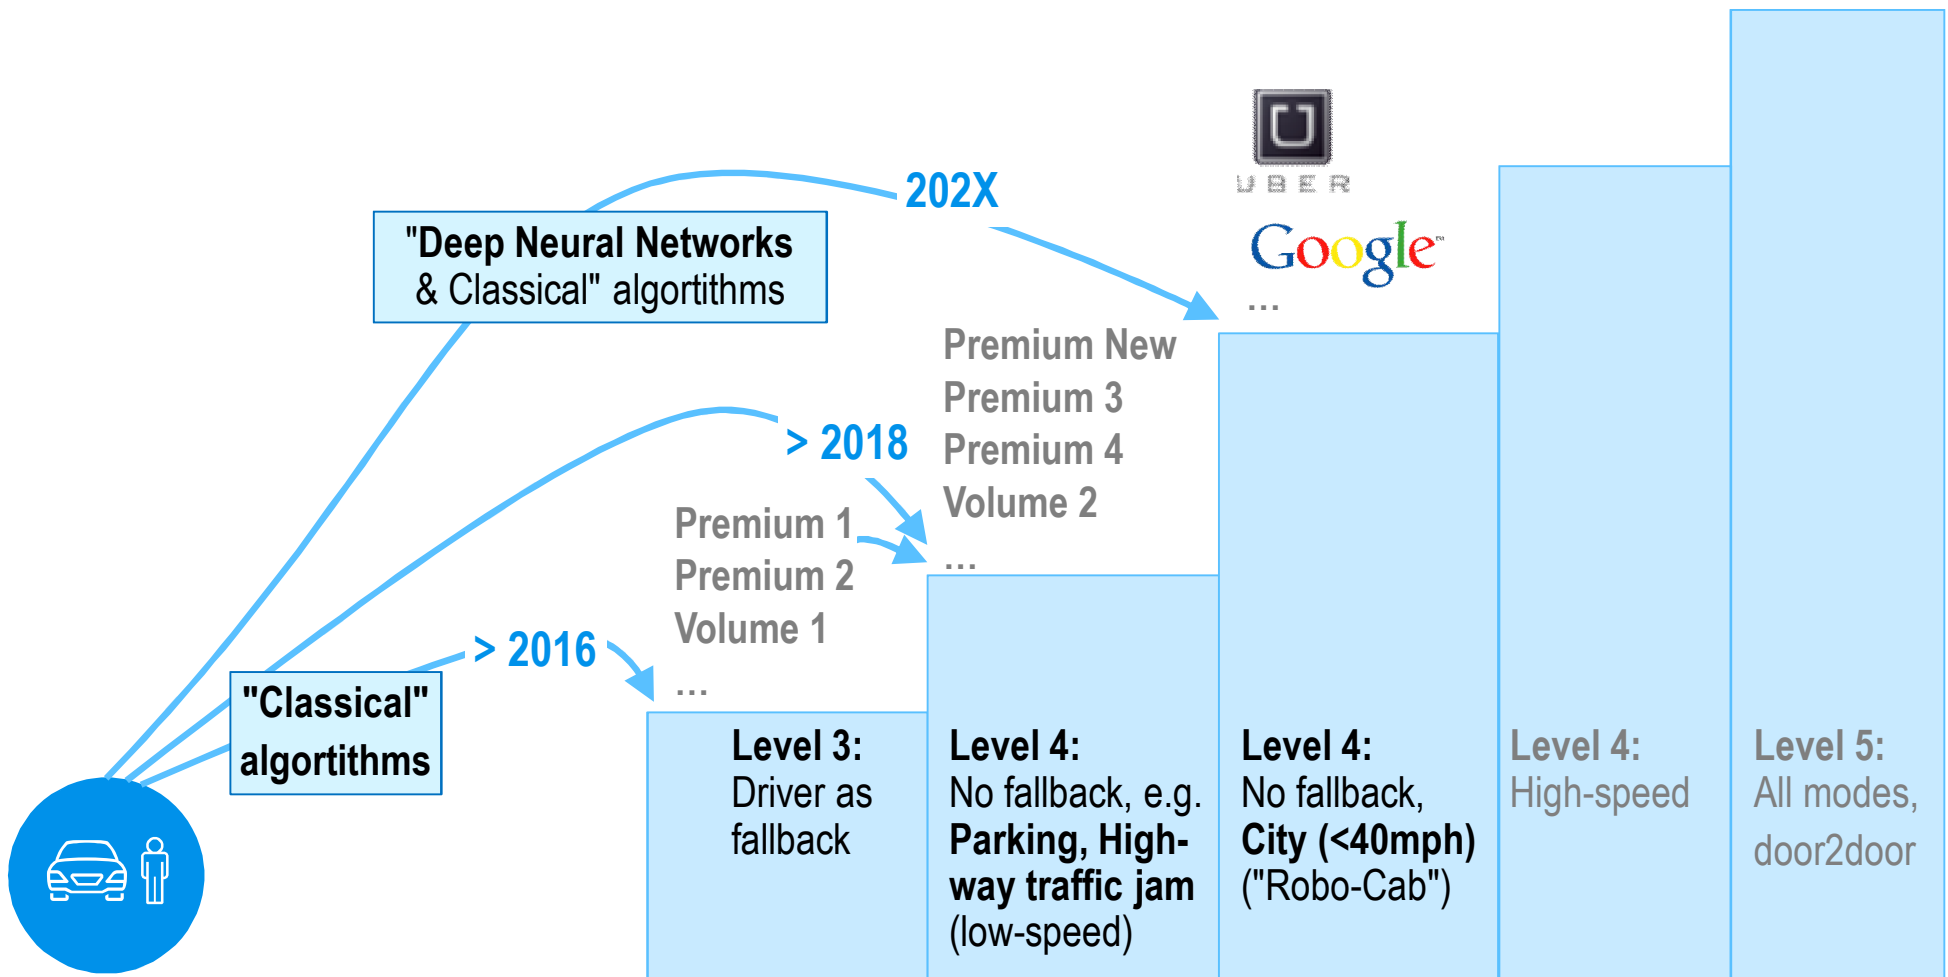 202X
UBER
Google™
...
"Deep Neural Networks
& Classical" algortithms
Premium New
Premium 3
Premium 4
Volume 2
...
> 2018
Premium 1
Premium 2
Volume 1
...
> 2016
"Classical"
algortithms
Level 3:
Driver as
fallback
Level 4:
No fallback, e.g.
Parking, High-
way traffic jam
(low-speed)
Level 4:
No fallback,
City (<40mph)
("Robo-Cab")
Level 4:
High-speed
Level 5:
All modes,
door2door